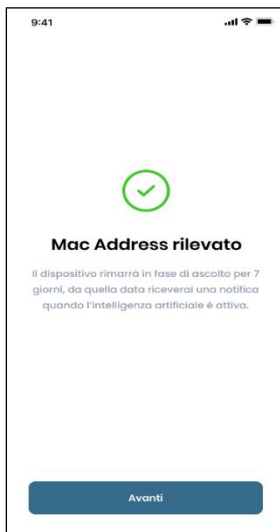 9:41
Mac Address rilevato
Il dispositivo rimarrà in fase di ascolto per 7
giorni, da quella data riceverai una notifica
quando l'intelligenza artificiale è attiva.
Avanti